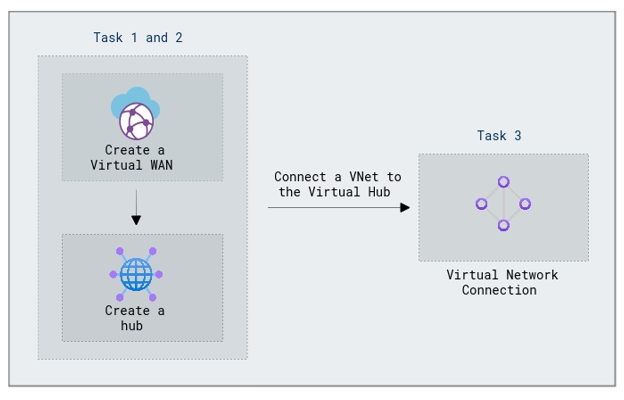 Task 1 and 2
Create a
Virtual WAN
Create a
hub
Connect a VNet to
the Virtual Hub
Task 3
Virtual Network
Connection